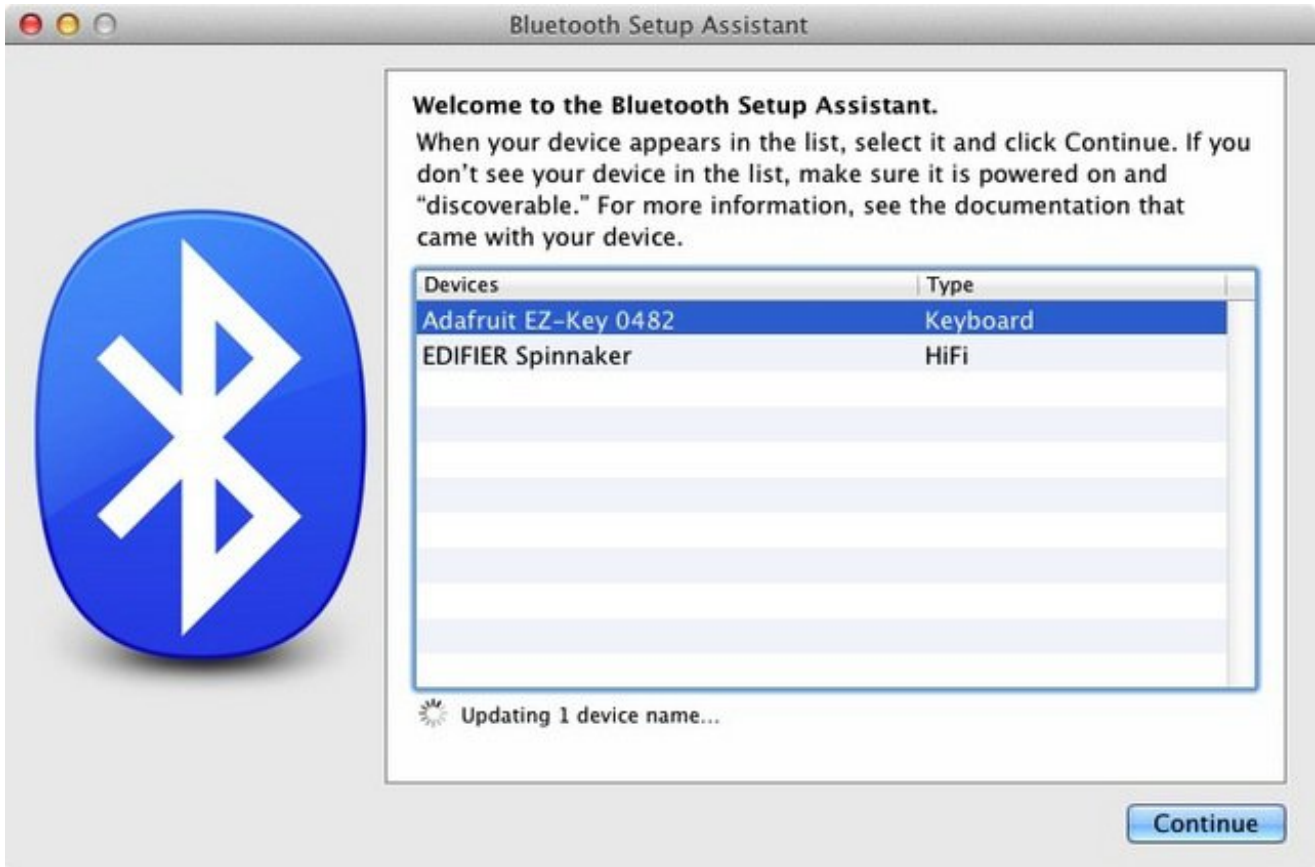 Bluetooth Setup Assistant
Welcome to the Bluetooth Setup Assistant.
When your device appears in the list, select it and click Continue. If you
don’t see your device in the list, make sure it is powered on and
“discoverable.” For more information, see the documentation that
came with your device.
Devices Type
Adafruit EZ-Key 0482 Keyboard
EDIFIER Spinnaker HiFi
Updating 1 device name...
Continue